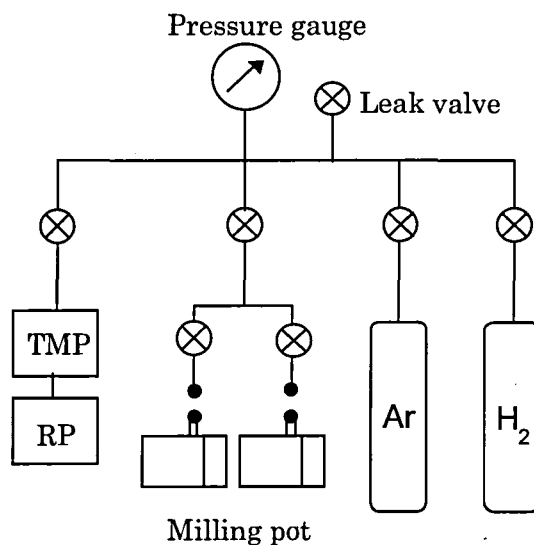 Pressure gauge
Leak valve
TMP
RP
Ar
H₂
Milling pot